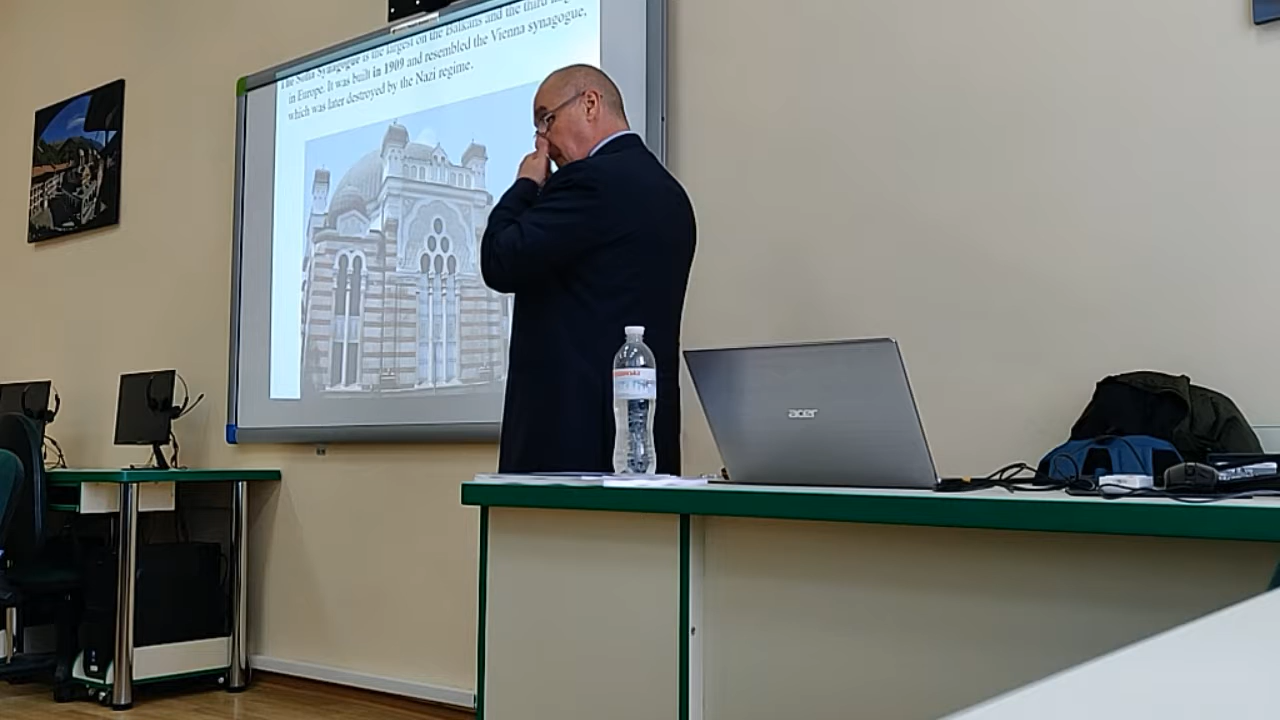 The Sofia Synagogue is the largest on the Balkans and the third
in Europe. It was built in 1909 and resembled the Vienna synagogue,
which was later destroyed by the Nazi regime.
acer